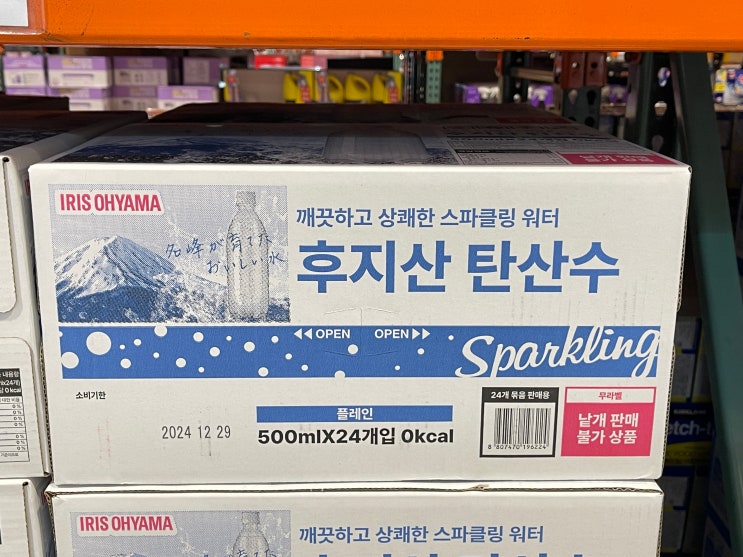 IRIS OHYAMA
名峰が育てた
おいしい水
깨끗하고 상쾌한 스파클링 워터
후지산 탄산수
◀◀ OPEN OPEN ▶▶
Sparkling
소비기한
2024 12 29
플레인
500mlX24개입 0kcal
24개 묶음 판매용
8 807470 196224
무라벨
낱개 판매
불가 상품
IRIS OHYAMA
깨끗하고 상쾌한 스파클링 워터